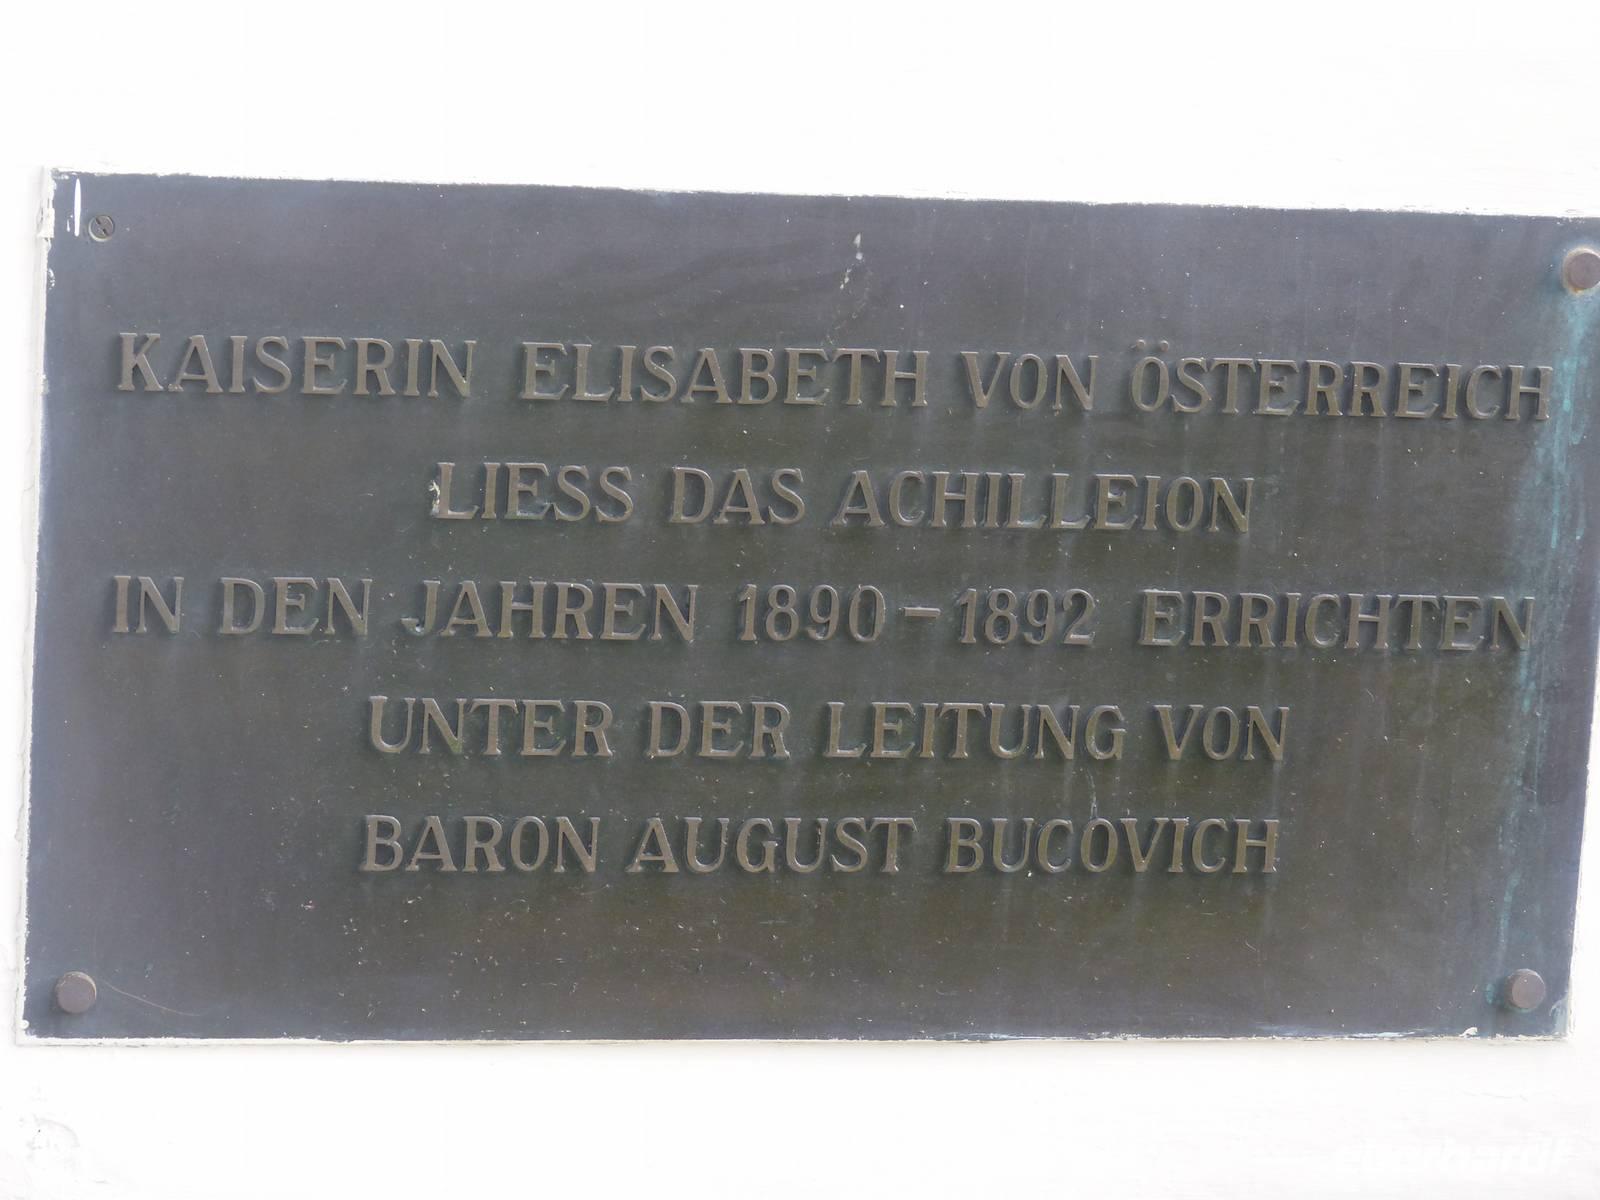 KAISERIN ELISABETH VON ÖSTERREICH
LIESS DAS ACHILLEION
IN DEN JAHREN 1890 – 1892 ERRICHTEN
UNTER DER LEITUNG VON
BARON AUGUST BUCOVICH
eberhardt